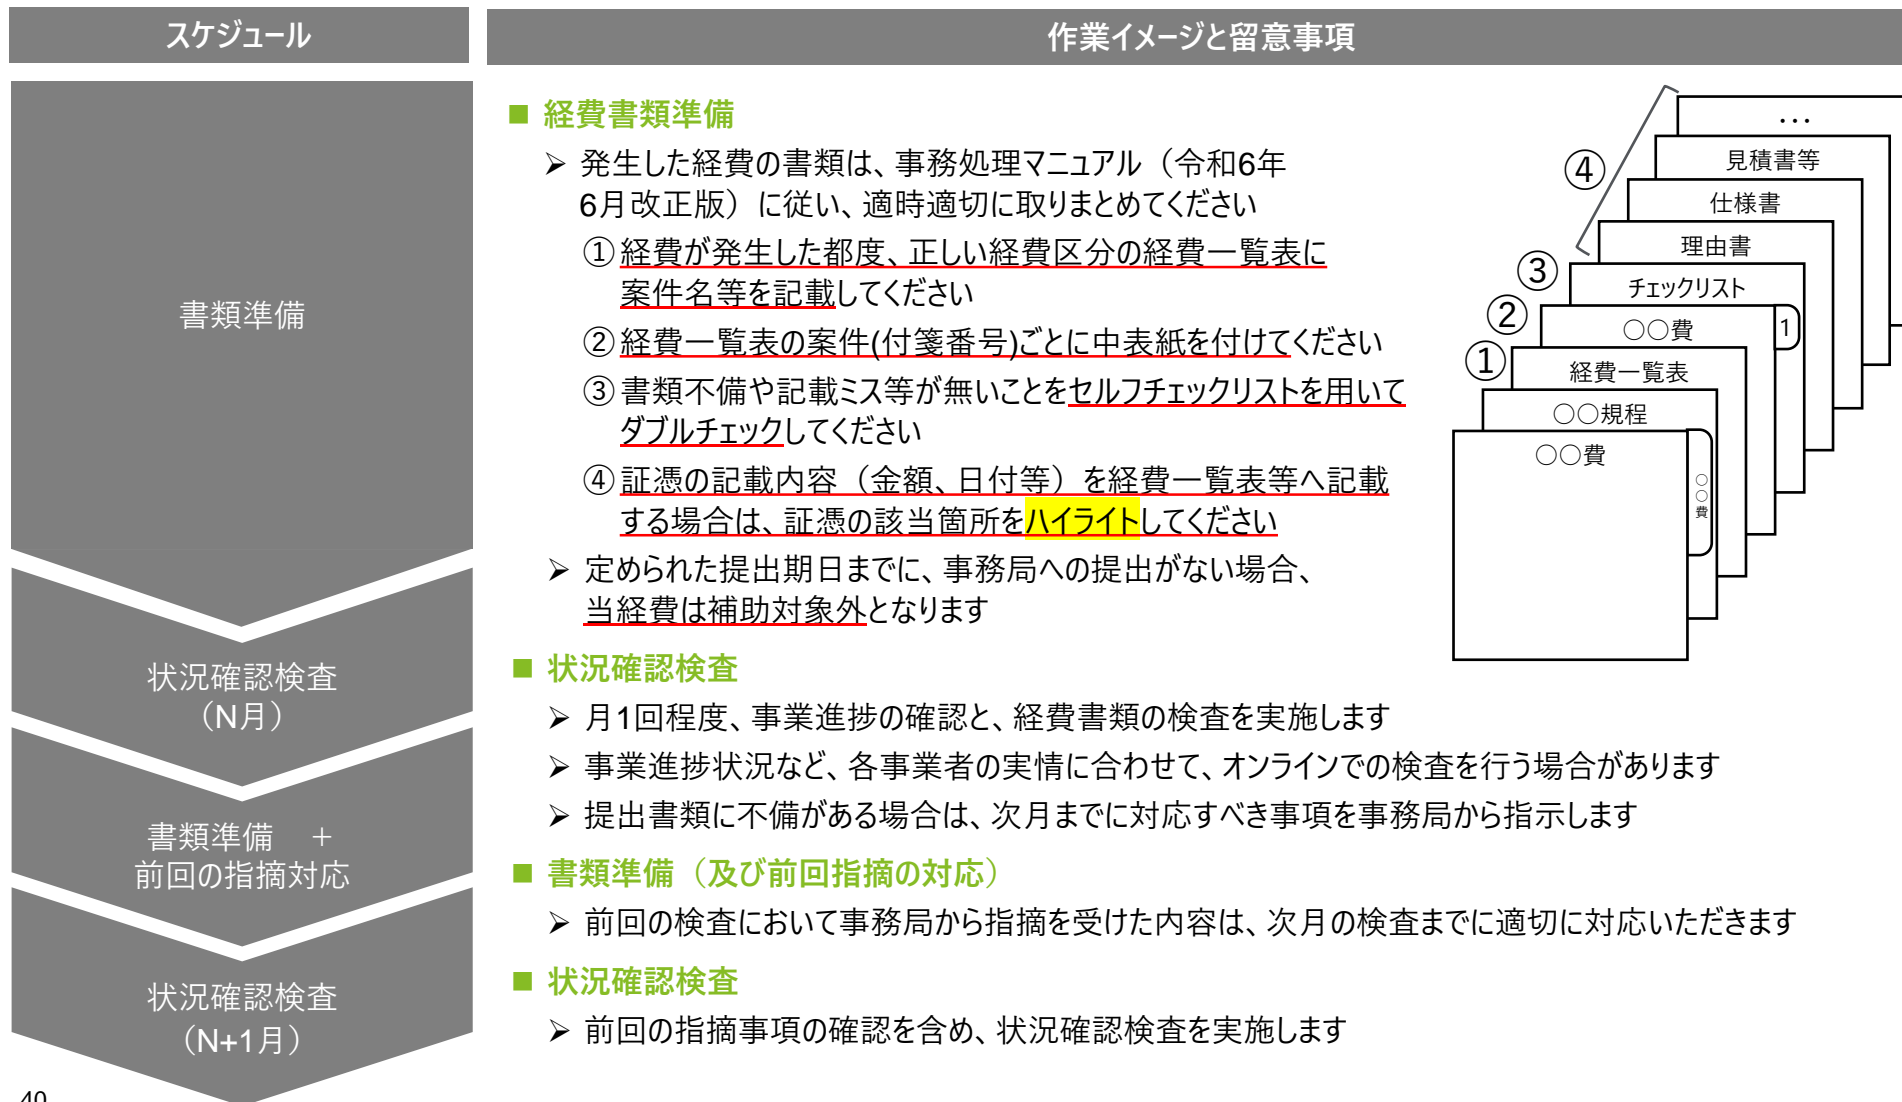 スケジュール
作業イメージと留意事項
書類準備
状況確認検査
（N月）
書類準備　＋
前回の指摘対応
状況確認検査
（N+1月）
■ 経費書類準備
➢ 発生した経費の書類は、事務処理マニュアル（令和6年
6月改正版）に従い、適時適切に取りまとめてください
①経費が発生した都度、正しい経費区分の経費一覧表に
案件名等を記載してください
②経費一覧表の案件(付箋番号)ごとに中表紙を付けてください
③書類不備や記載ミス等が無いことをセルフチェックリストを用いて
ダブルチェックしてください
④証憑の記載内容（金額、日付等）を経費一覧表等へ記載
する場合は、証憑の該当箇所をハイライトしてください
➢ 定められた提出期日までに、事務局への提出がない場合、
当経費は補助対象外となります
■ 状況確認検査
➢ 月1回程度、事業進捗の確認と、経費書類の検査を実施します
➢ 事業進捗状況など、各事業者の実情に合わせて、オンラインでの検査を行う場合があります
➢ 提出書類に不備がある場合は、次月までに対応すべき事項を事務局から指示します
■ 書類準備（及び前回指摘の対応）
➢ 前回の検査において事務局から指摘を受けた内容は、次月の検査までに適切に対応いただきます
■ 状況確認検査
➢ 前回の指摘事項の確認を含め、状況確認検査を実施します
…
④
見積書等
仕様書
理由書
③
チェックリスト
②
〇〇費
1
①
経費一覧表
〇〇規程
〇〇費
〇〇費
40